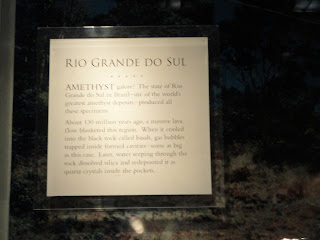 RIO GRANDE DO SUL
AMETHYST galore! The state of Rio
Grande do Sul in Brazil—site of the world's
greatest amethyst deposits—produced all
these specimens.
About 130 million years ago, a massive lava
flow blanketed this region. When it cooled
into the black rock called basalt, gas bubbles
trapped inside formed cavities—some as big
as this case. Later, water seeping through the
rock dissolved silica and redeposited it as
quartz crystals inside the pockets.